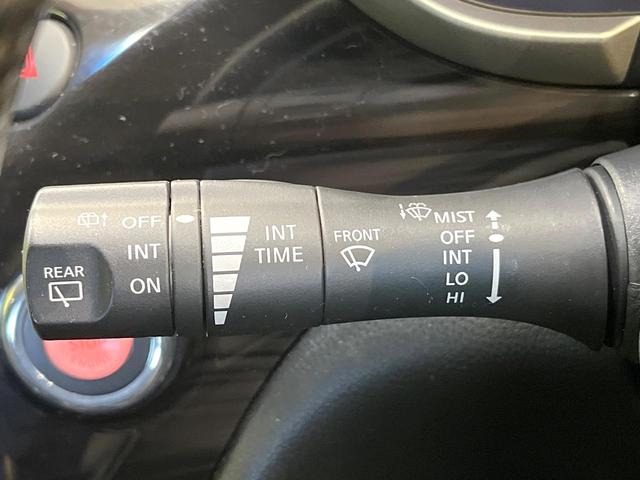 OFF
INT
ON
REAR
INT
TIME
FRONT
MIST
OFF
INT
LO
HI